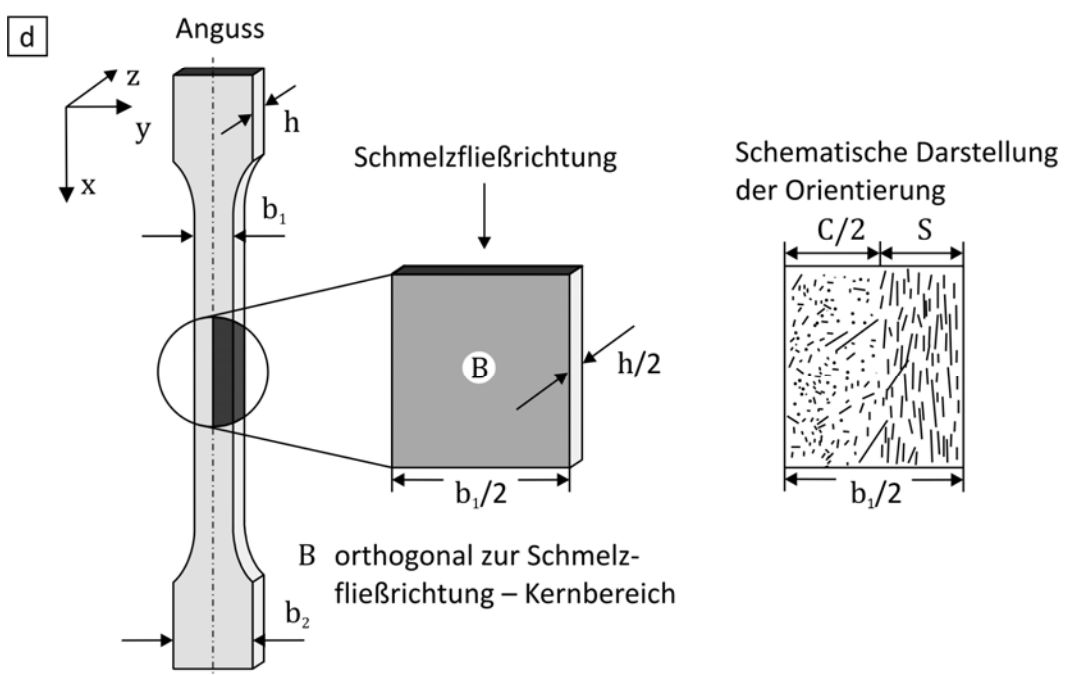 d
Anguss
z
y
x
h
b₁
Schmelzfließrichtung
B
h/2
b₁/2
Schematische Darstellung
der Orientierung
C/2 S
b₁/2
B orthogonal zur Schmelz-
fließrichtung – Kernbereich
b₂